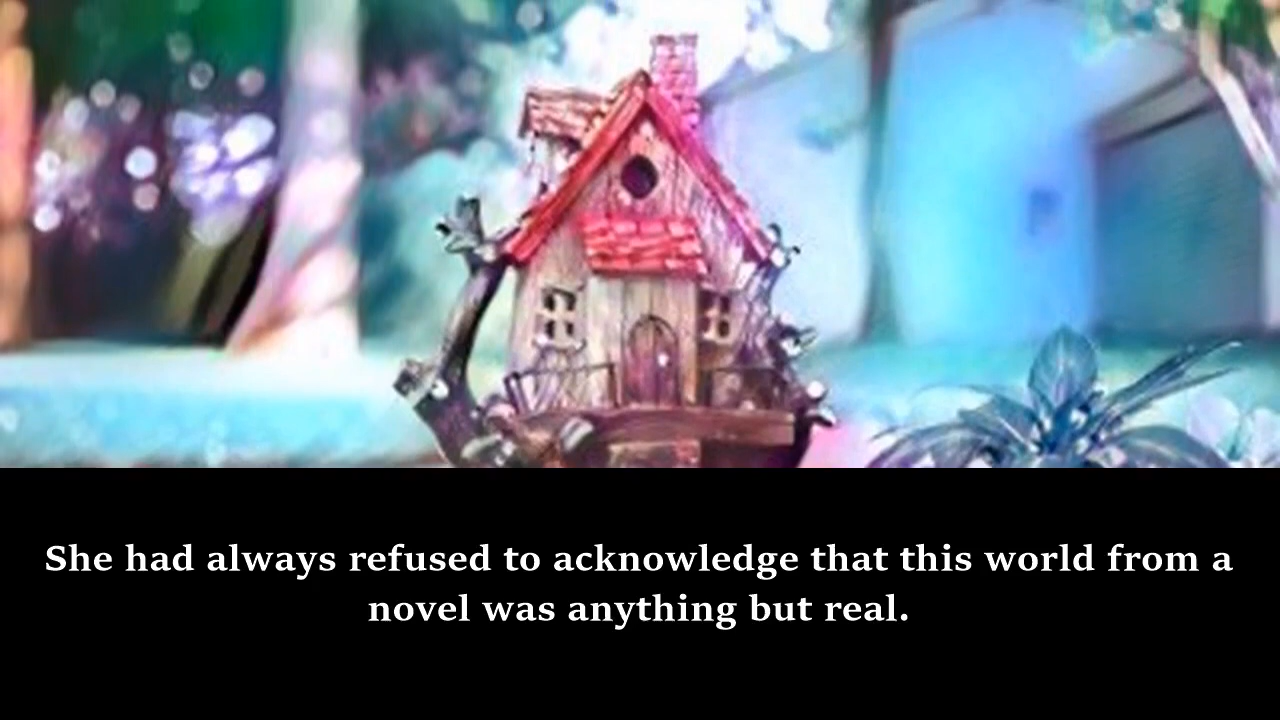 She had always refused to acknowledge that this world from a
novel was anything but real.